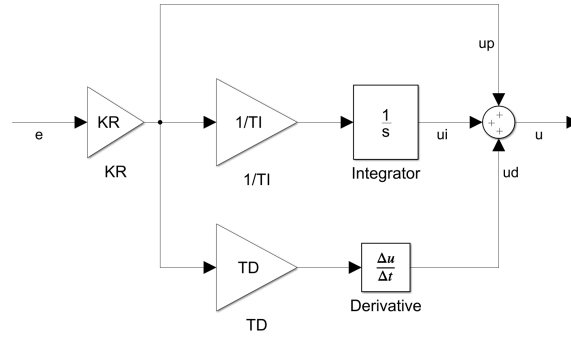 up
e
KR
KR
1/TI
1/TI
1
s
Integrator
ui
+
+
+
u
ud
TD
TD
Δu
Δt
Derivative